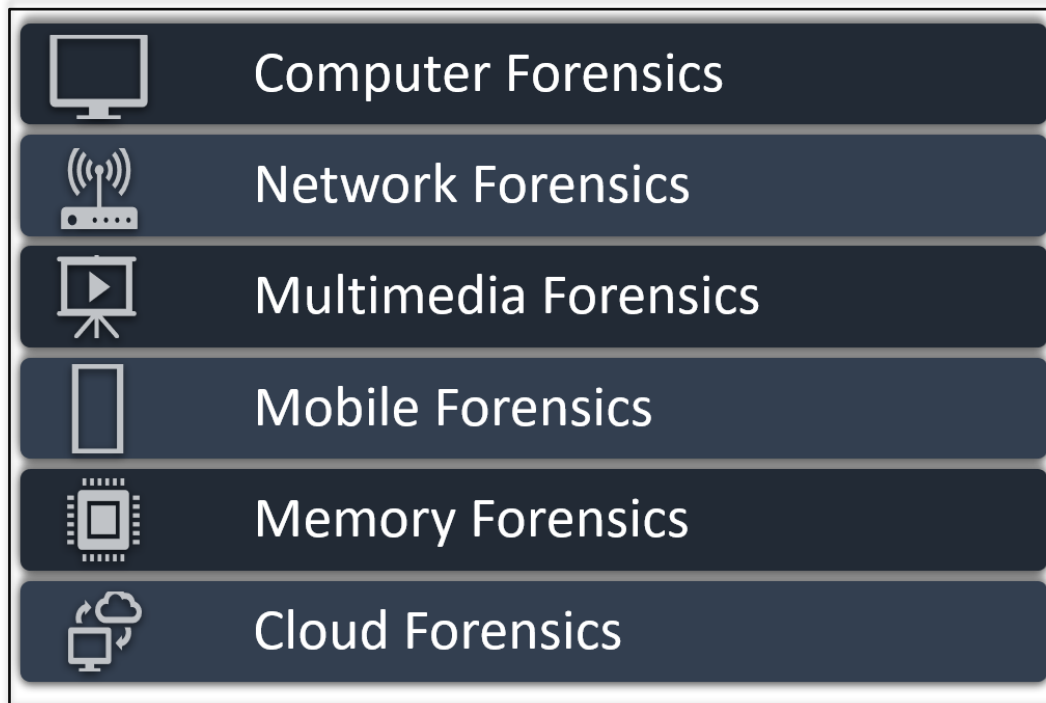 Computer Forensics
Network Forensics
Multimedia Forensics
Mobile Forensics
Memory Forensics
Cloud Forensics